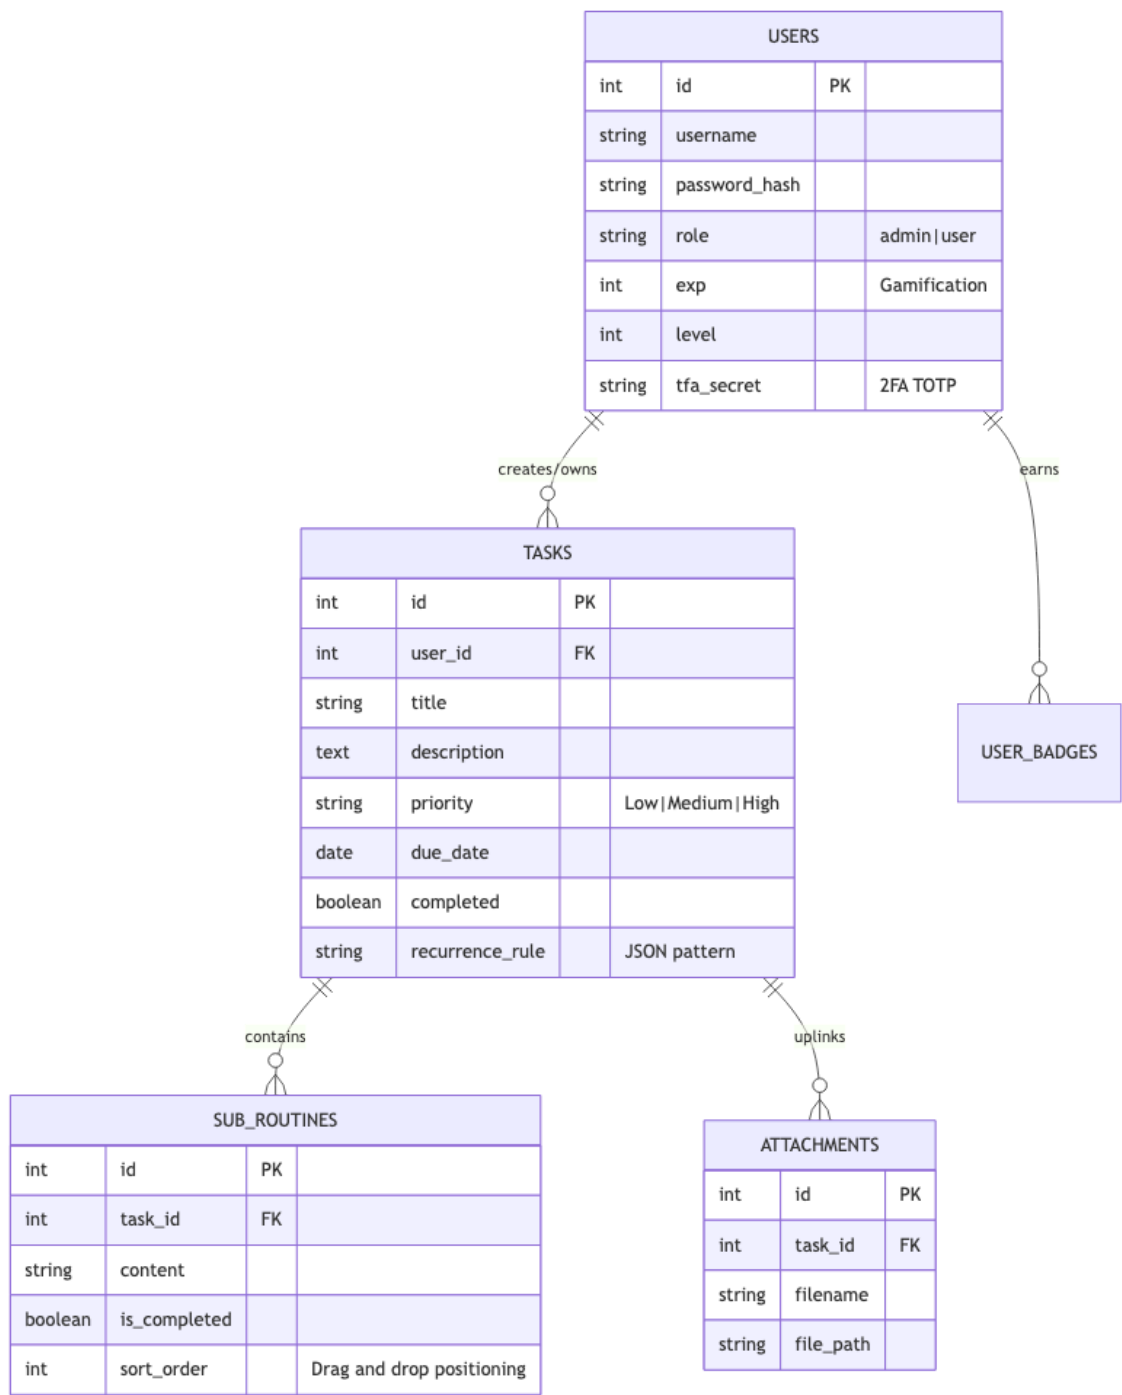 USERS
int id PK
string username
string password_hash
string role admin|user
int exp Gamification
int level
string tfa_secret 2FA TOTP
creates/owns
earns
TASKS
int id PK
int user_id FK
string title
text description
string priority Low|Medium|High
date due_date
boolean completed
string recurrence_rule JSON pattern
USER_BADGES
contains
uplinks
SUB_ROUTINES
int id PK
int task_id FK
string content
boolean is_completed
int sort_order Drag and drop positioning
ATTACHMENTS
int id PK
int task_id FK
string filename
string file_path